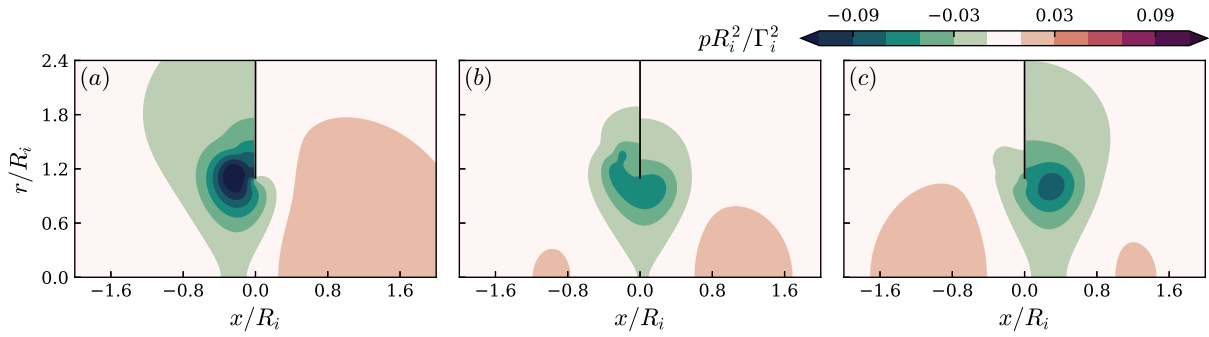 −0.09 −0.03 0.03 0.09
pR_i^2/Γ_i^2
(a) (b) (c)
2.4
1.8
1.2
0.6
0.0
r/R_i
−1.6 −0.8 0.0 0.8 1.6 −1.6 −0.8 0.0 0.8 1.6 −1.6 −0.8 0.0 0.8 1.6
x/R_i x/R_i x/R_i